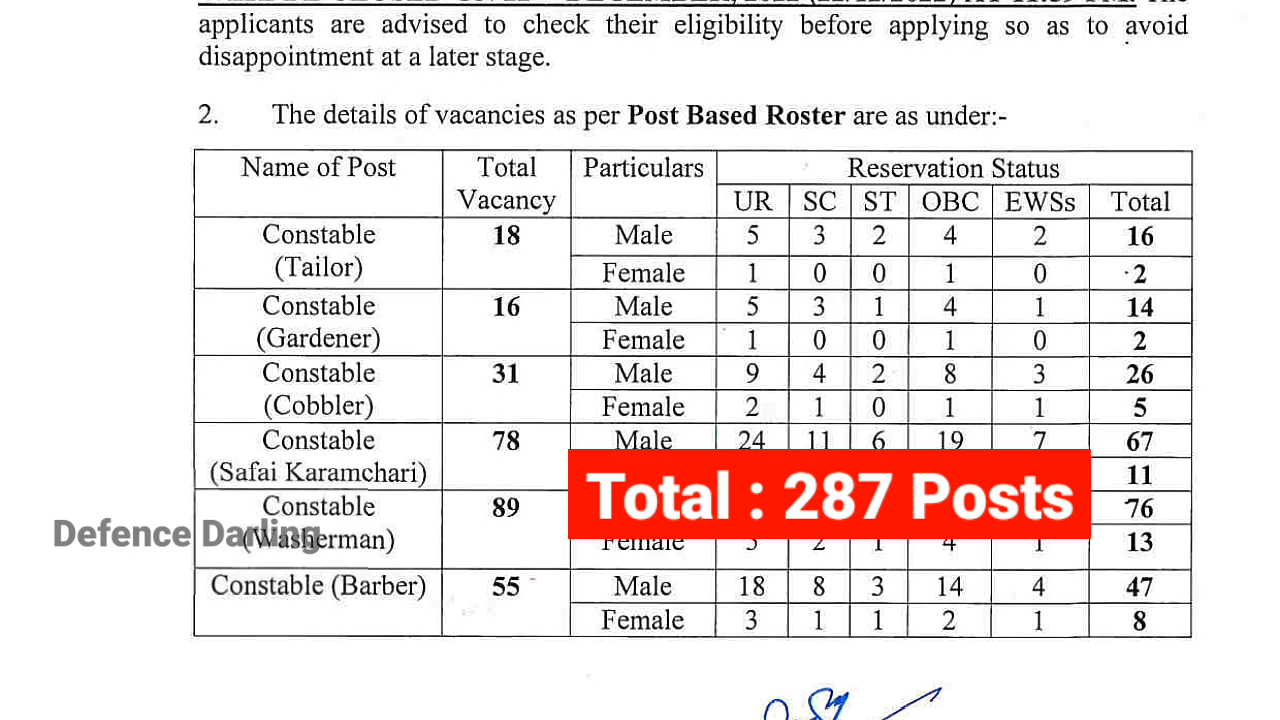 applicants are advised to check their eligibility before applying so as to avoid
disappointment at a later stage.
2. The details of vacancies as per Post Based Roster are as under:-
Name of Post Total Vacancy Particulars Reservation Status
UR SC ST OBC EWSs Total
Constable (Tailor) 18 Male 5 3 2 4 2 16
Female 1 0 0 1 0 2
Constable (Gardener) 16 Male 5 3 1 4 1 14
Female 1 0 0 1 0 2
Constable (Cobbler) 31 Male 9 4 2 8 3 26
Female 2 1 0 1 1 5
Constable (Safai Karamchari) 78 Male 24 11 6 19 7 67
11
Total : 287 Posts
Constable (Washerman) 89 76
Female 2 1 4 1 13
Defence Darling
Constable (Barber) 55 Male 18 8 3 14 4 47
Female 3 1 1 2 1 8